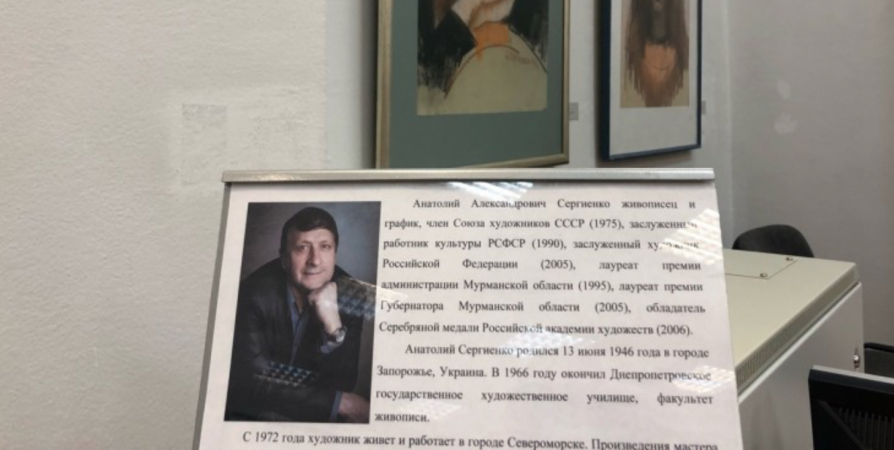 Анатолий Александрович Сергиенко живописец и
график, член Союза художников СССР (1975), заслуженный
работник культуры РСФСР (1990), заслуженный художник
Российской Федерации (2005), лауреат премии
администрации Мурманской области (1995), лауреат премии
Губернатора Мурманской области (2005), обладатель
Серебряной медали Российской академии художеств (2006).
Анатолий Сергиенко родился 13 июня 1946 года в городе
Запорожье, Украина. В 1966 году окончил Днепропетровское
государственное художественное училище, факультет
живописи.
С 1972 года художник живет и работает в городе Североморске. Произведения мастера